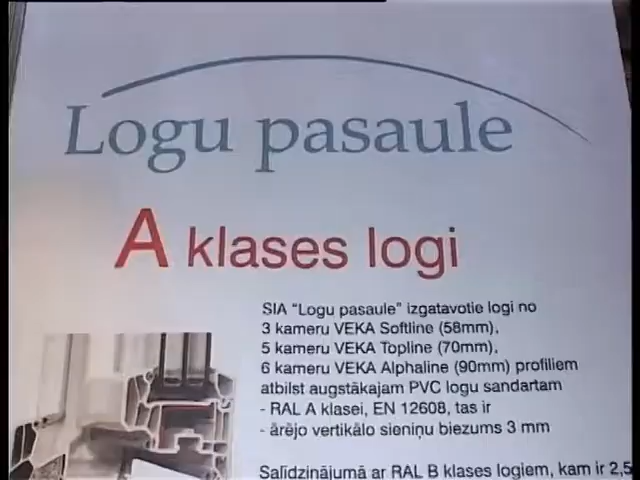 Logu pasaule
A klases logi
SIA "Logu pasaule" izgatavotie logi no
3 kameru VEKA Softline (58mm),
5 kameru VEKA Topline (70mm),
6 kameru VEKA Alphaline (90mm) profiliem
atbilst augstākajam PVC logu sandartam
- RAL A klasei, EN 12608, tas ir
- ārējo vertikālo sieniņu biezums 3 mm
Salīdzinājumā ar RAL B klases logiem, kam ir 2,5